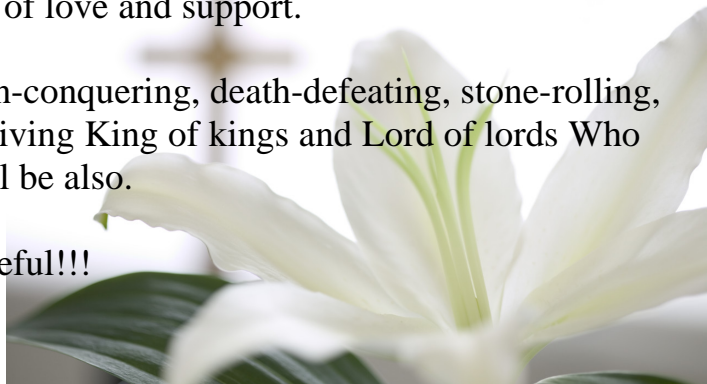 of love and support.
-conquering, death-defeating, stone-rolling,
iving King of kings and Lord of lords Who
l be also.
eful!!!